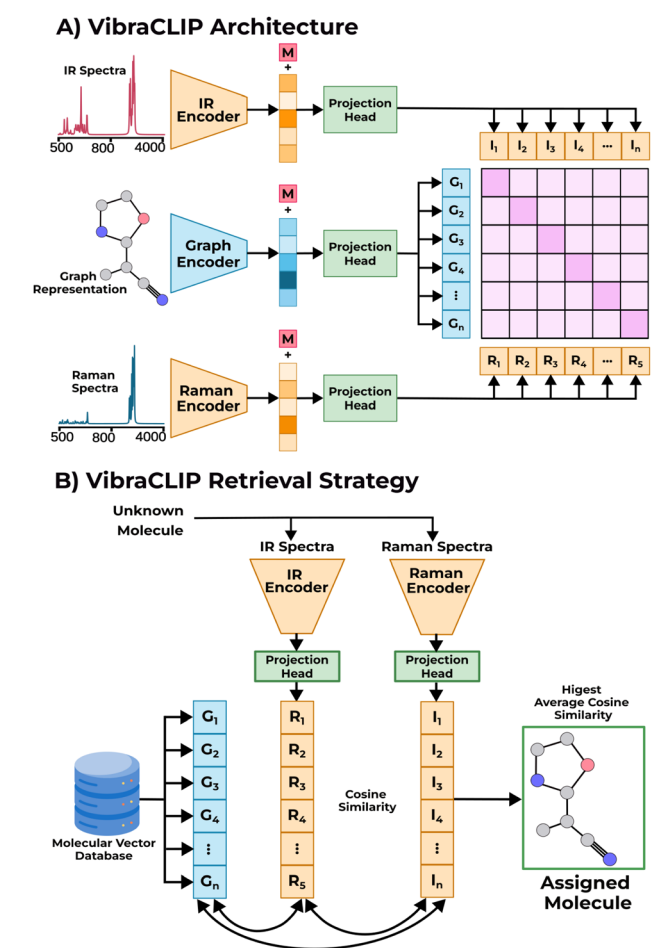 A) VibraCLIP Architecture
IR Spectra
500 800 4000
IR
Encoder
M
+
Projection
Head
I1 I2 I3 I4 ... In
Graph
Representation
Graph
Encoder
M
+
Projection
Head
G1
G2
G3
G4
⋮
Gn
Raman
Spectra
500 800 4000
Raman
Encoder
M
+
Projection
Head
R1 R2 R3 R4 ... R5
B) VibraCLIP Retrieval Strategy
Unknown
Molecule
IR Spectra
Raman Spectra
IR
Encoder
Raman
Encoder
Projection
Head
Projection
Head
Molecular Vector
Database
G1
G2
G3
G4
⋮
Gn
R1
R2
R3
R4
⋮
R5
Cosine
Similarity
I1
I2
I3
I4
⋮
In
Higest
Average Cosine
Similarity
Assigned
Molecule